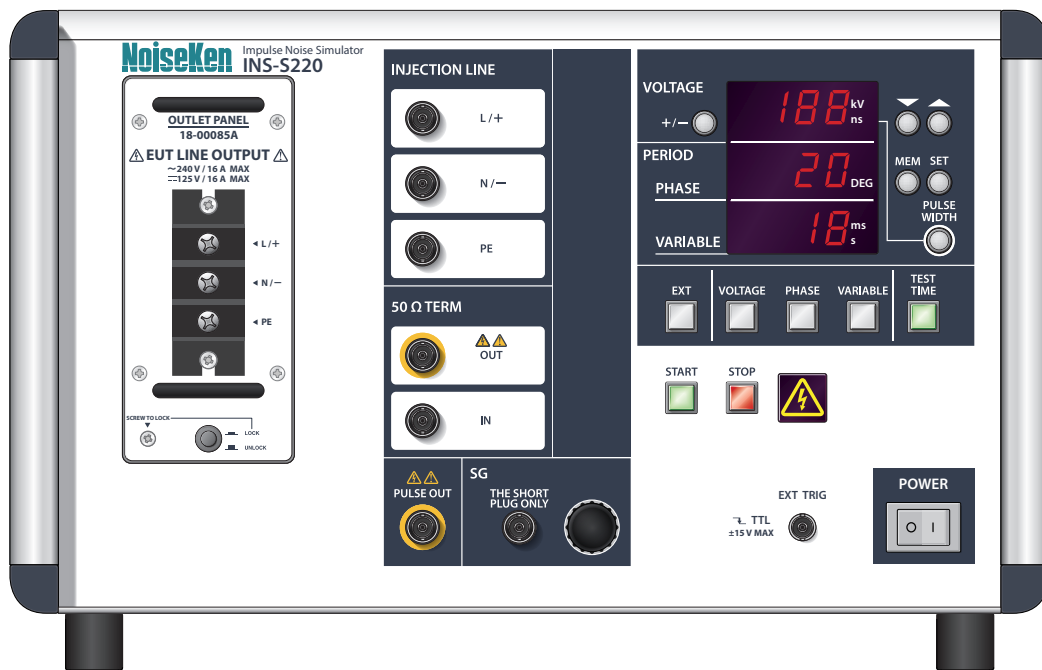 NoiseKen
Impulse Noise Simulator
INS-S220
OUTLET PANEL
18-00085A
⚠ EUT LINE OUTPUT ⚠
～240 V / 16 A MAX
⎓125 V / 16 A MAX
◄ L /+
◄ N /−
◄ PE
SCREW TO LOCK
▼
LOCK
UNLOCK
INJECTION LINE
L /+
N /−
PE
50 Ω TERM
OUT
IN
PULSE OUT
SG
THE SHORT
PLUG ONLY
VOLTAGE
+/−
188 kV
ns
PERIOD
PHASE
20 DEG
VARIABLE
18 ms
s
MEM SET
PULSE
WIDTH
EXT
VOLTAGE
PHASE
VARIABLE
TEST
TIME
START
STOP
EXT TRIG
TTL
±15 V MAX
POWER
O I